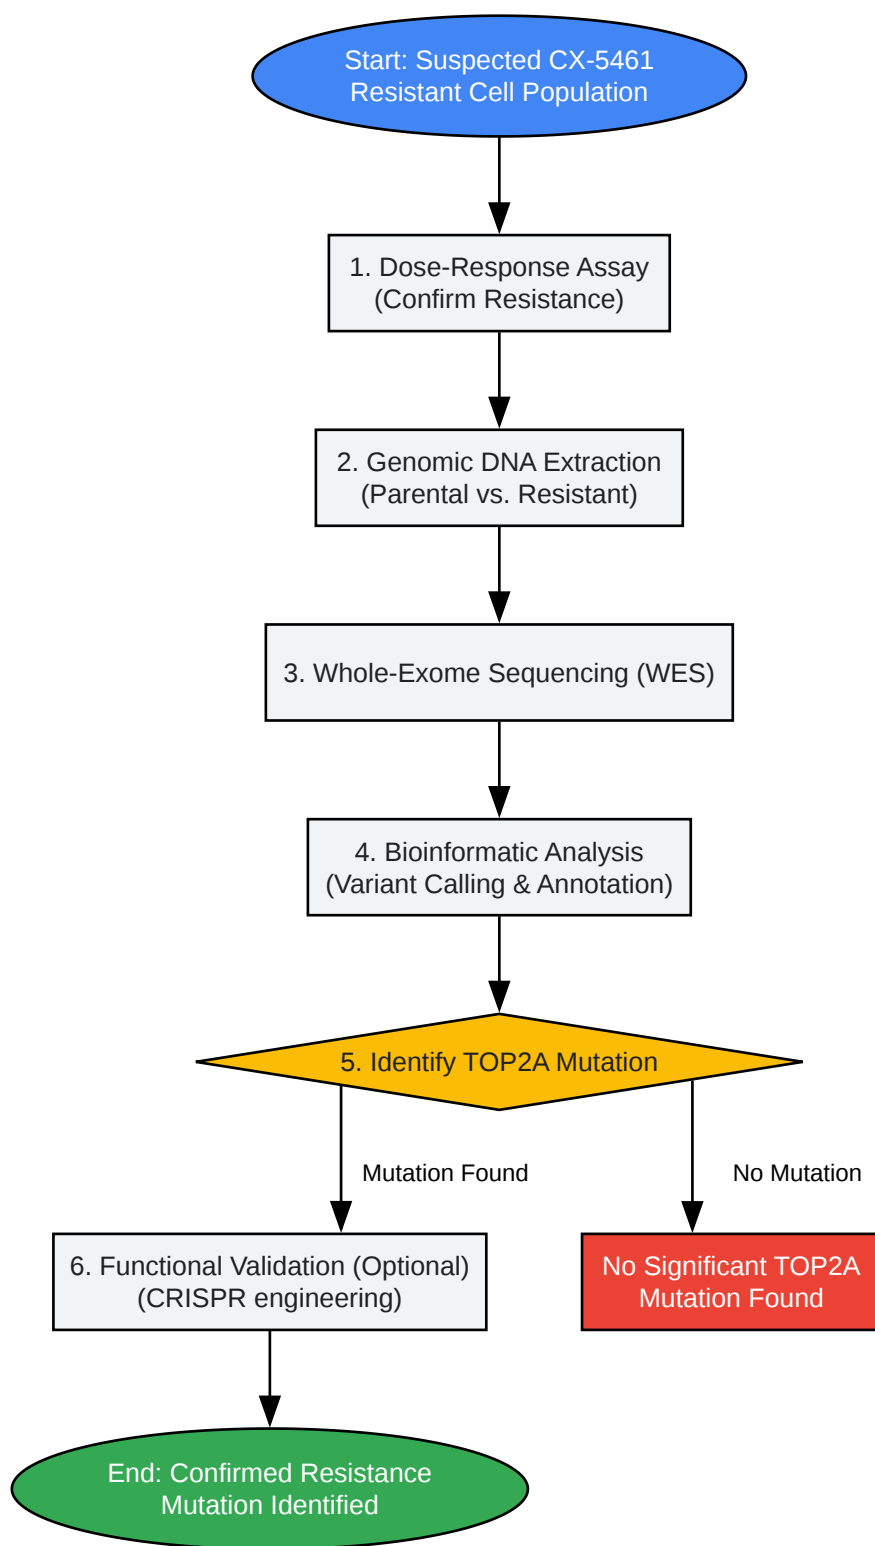 Start: Suspected CX-5461
Resistant Cell Population
1. Dose-Response Assay
(Confirm Resistance)
2. Genomic DNA Extraction
(Parental vs. Resistant)
3. Whole-Exome Sequencing (WES)
4. Bioinformatic Analysis
(Variant Calling & Annotation)
5. Identify TOP2A Mutation
Mutation Found
No Mutation
6. Functional Validation (Optional)
(CRISPR engineering)
No Significant TOP2A
Mutation Found
End: Confirmed Resistance
Mutation Identified